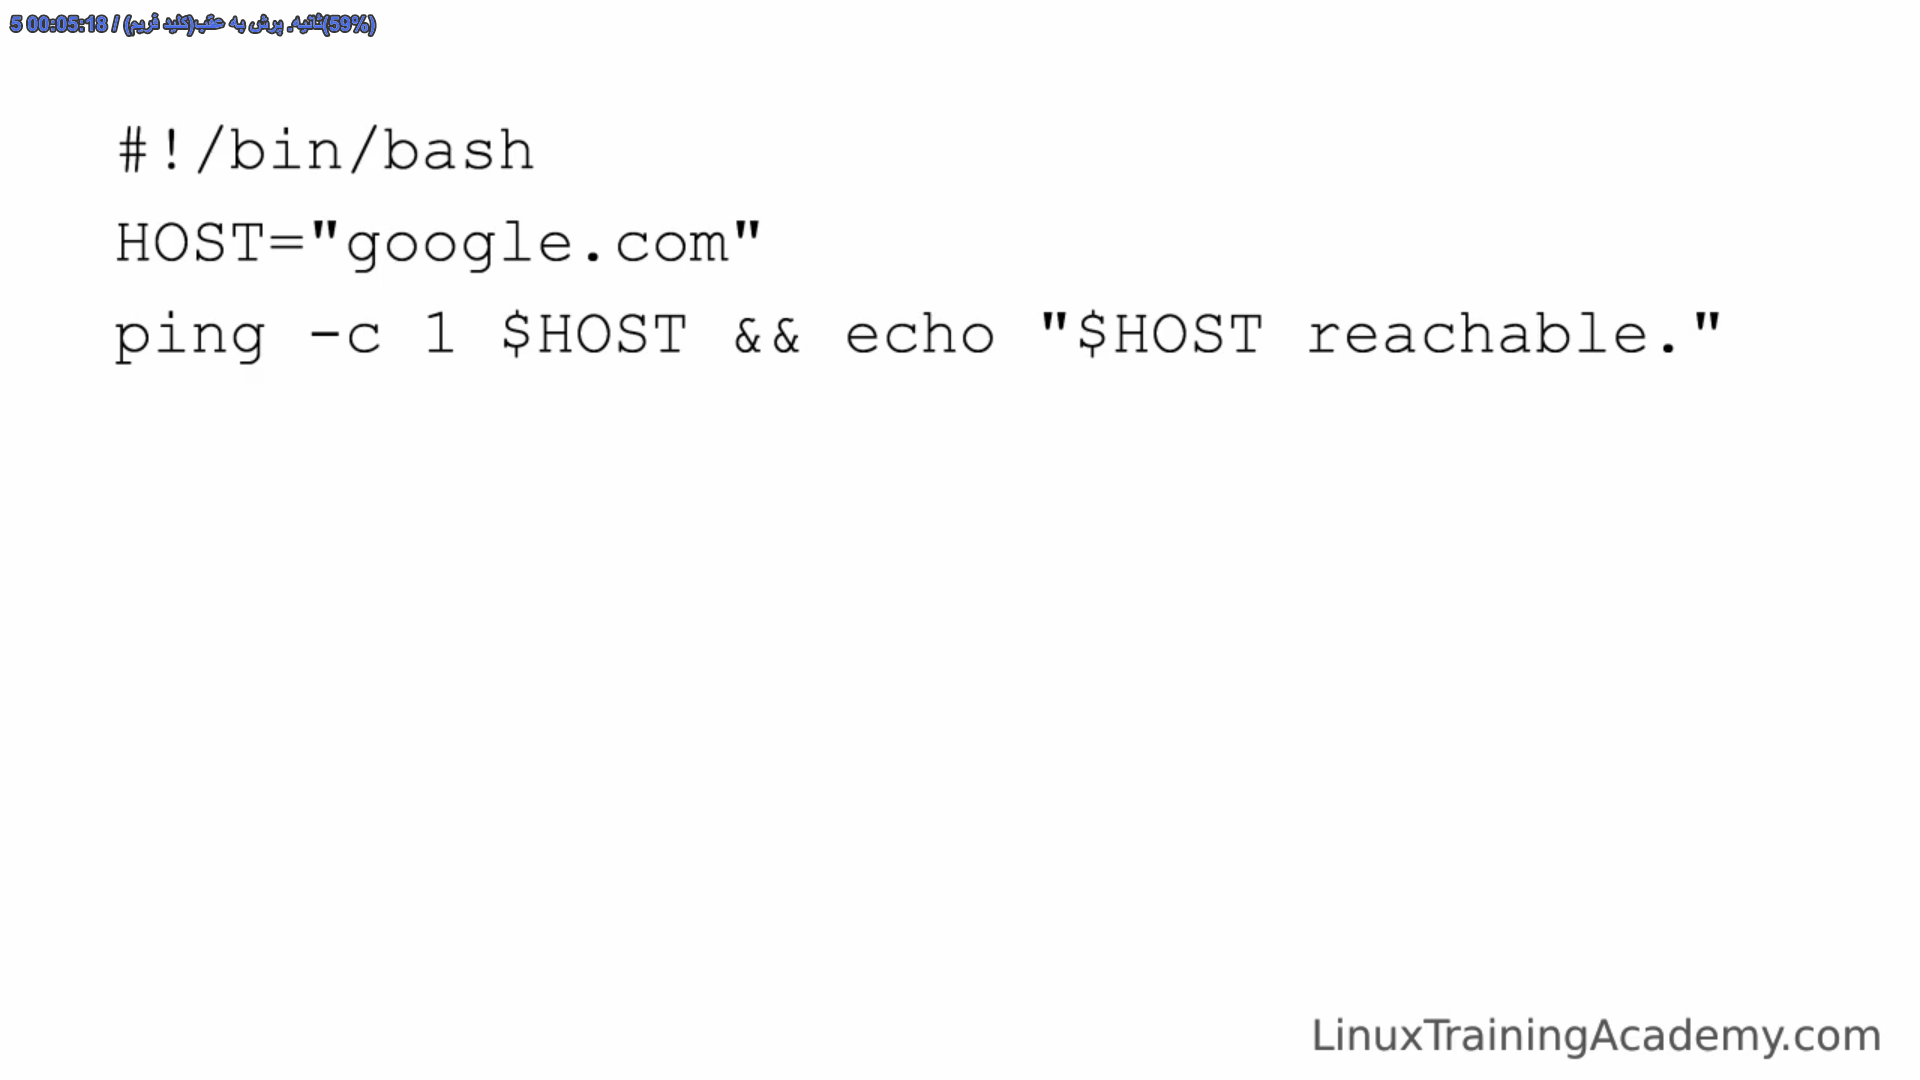 5 00:05:18 / ثانیه. پرش به عقب(کلید فریم)(59%)
#!/bin/bash
HOST="google.com"
ping -c 1 $HOST && echo "$HOST reachable."
LinuxTrainingAcademy.com